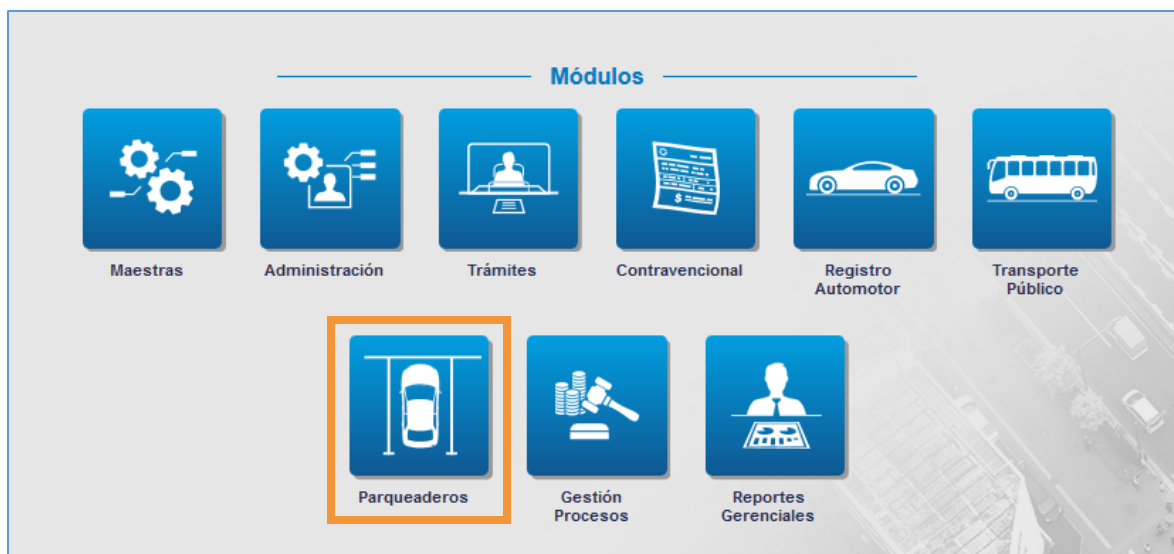 Módulos
Maestras
Administración
Trámites
Contravencional
Registro
Automotor
Transporte
Público
Parqueaderos
Gestión
Procesos
Reportes
Gerenciales